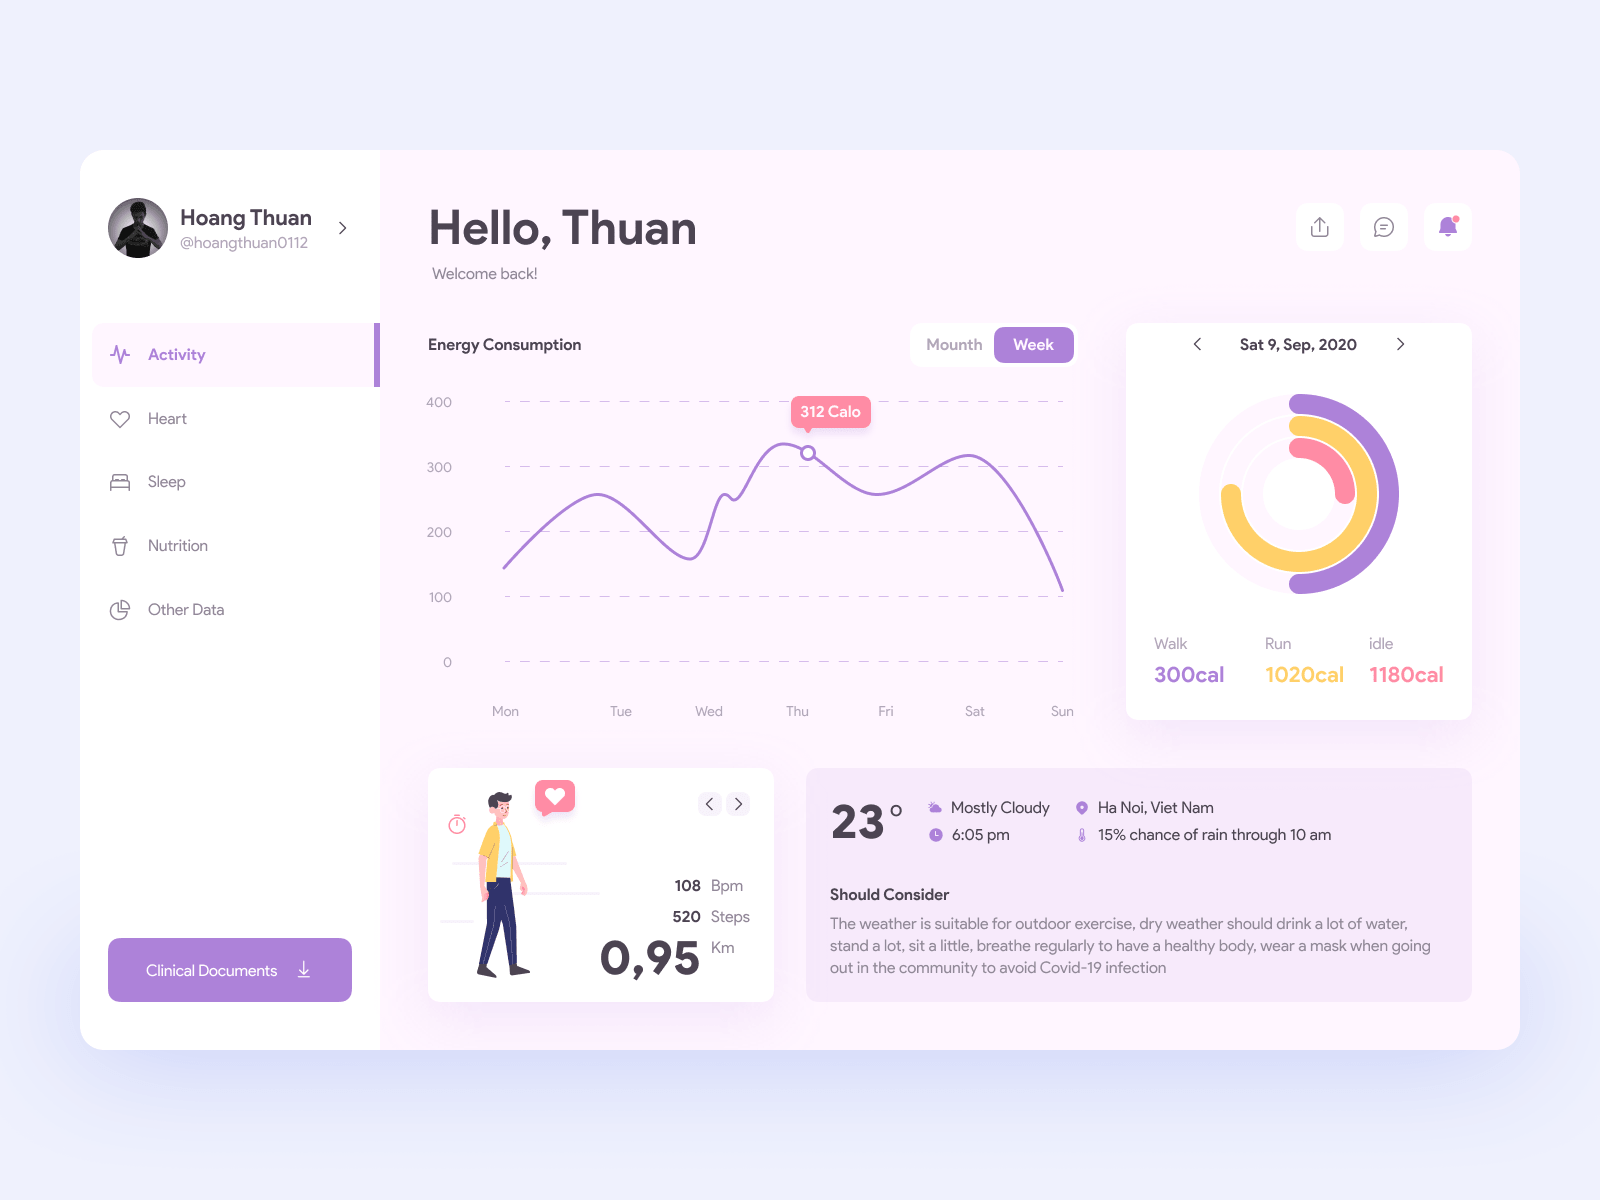 Hoang Thuan
@hoangthuan0112
Activity
Heart
Sleep
Nutrition
Other Data
Clinical Documents
Hello, Thuan
Welcome back!
Energy Consumption
Mounth
Week
400
300
200
100
0
312 Calo
Mon Tue Wed Thu Fri Sat Sun
Sat 9, Sep, 2020
Walk Run idle
300cal 1020cal 1180cal
108 Bpm
520 Steps
0,95 Km
23°
Mostly Cloudy
6:05 pm
Ha Noi, Viet Nam
15% chance of rain through 10 am
Should Consider
The weather is suitable for outdoor exercise, dry weather should drink a lot of water,
stand a lot, sit a little, breathe regularly to have a healthy body, wear a mask when going
out in the community to avoid Covid-19 infection